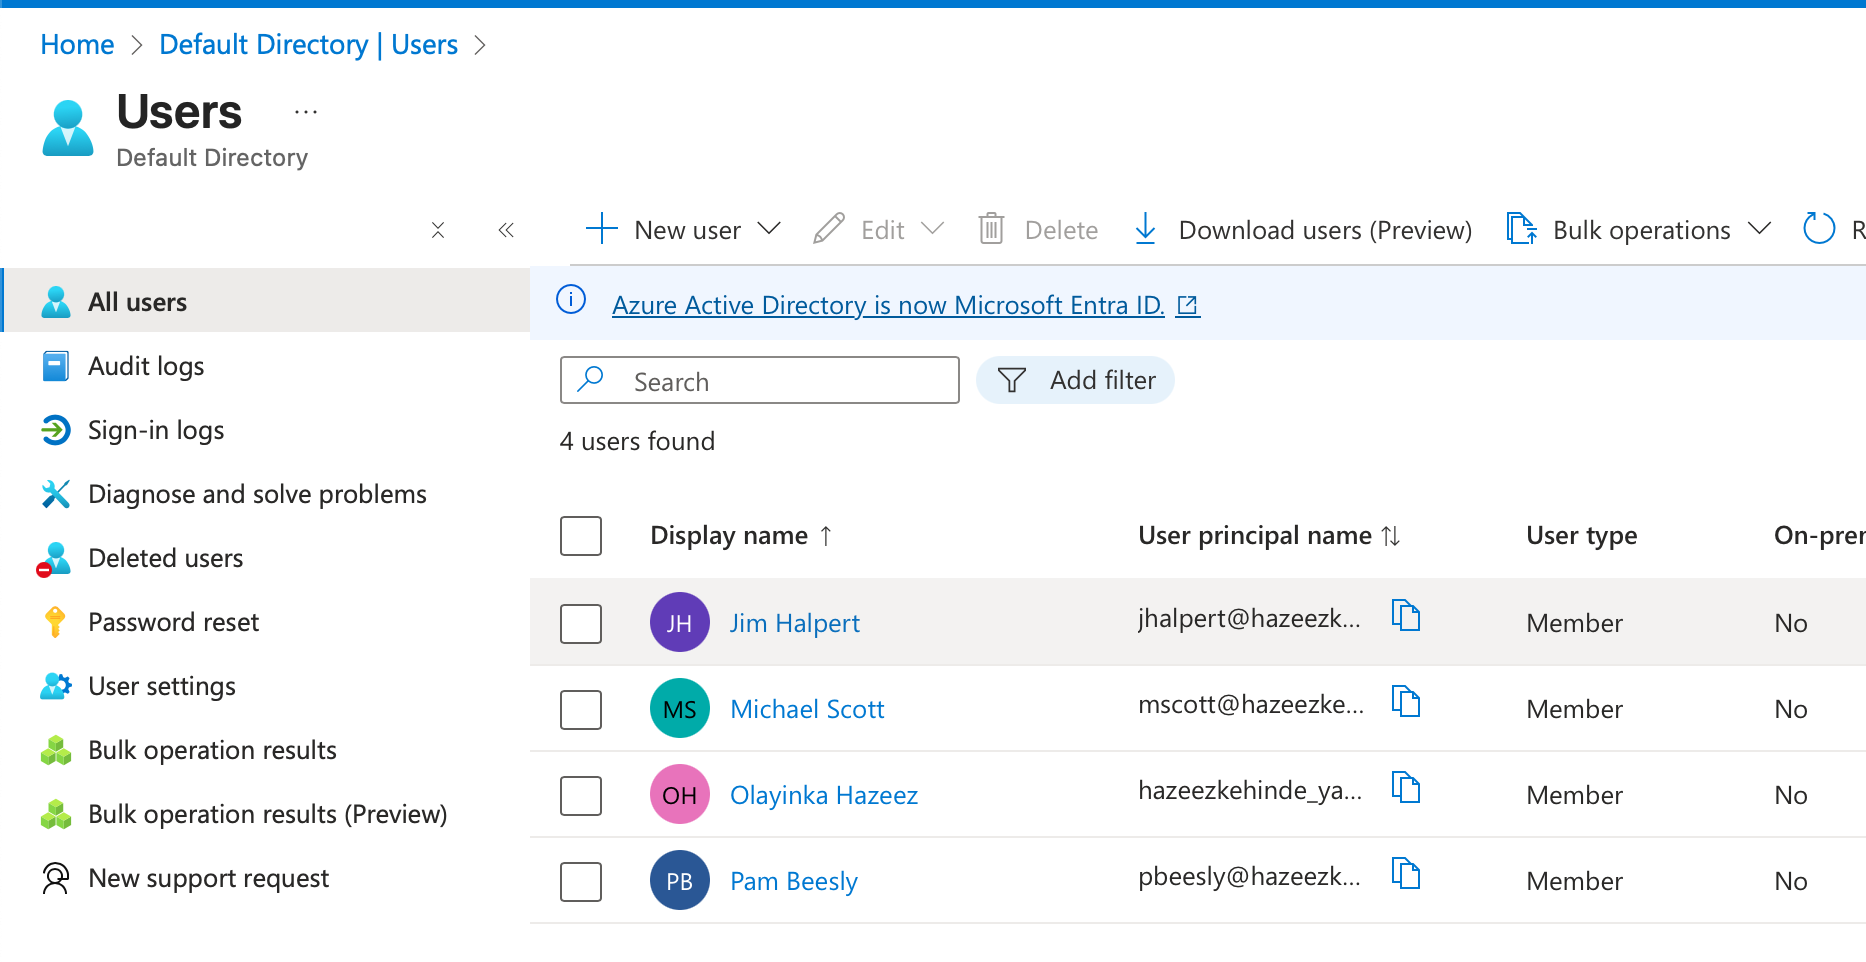 Home > Default Directory | Users >
Users ...
Default Directory
New user Edit Delete Download users (Preview) Bulk operations R
All users
Audit logs
Sign-in logs
Diagnose and solve problems
Deleted users
Password reset
User settings
Bulk operation results
Bulk operation results (Preview)
New support request
Azure Active Directory is now Microsoft Entra ID.
Search Add filter
4 users found
Display name ↑ User principal name ↑↓ User type On-prer
JH Jim Halpert jhalpert@hazeezk... Member No
MS Michael Scott mscott@hazeezke... Member No
OH Olayinka Hazeez hazeezkehinde_ya... Member No
PB Pam Beesly pbeesly@hazeezk... Member No